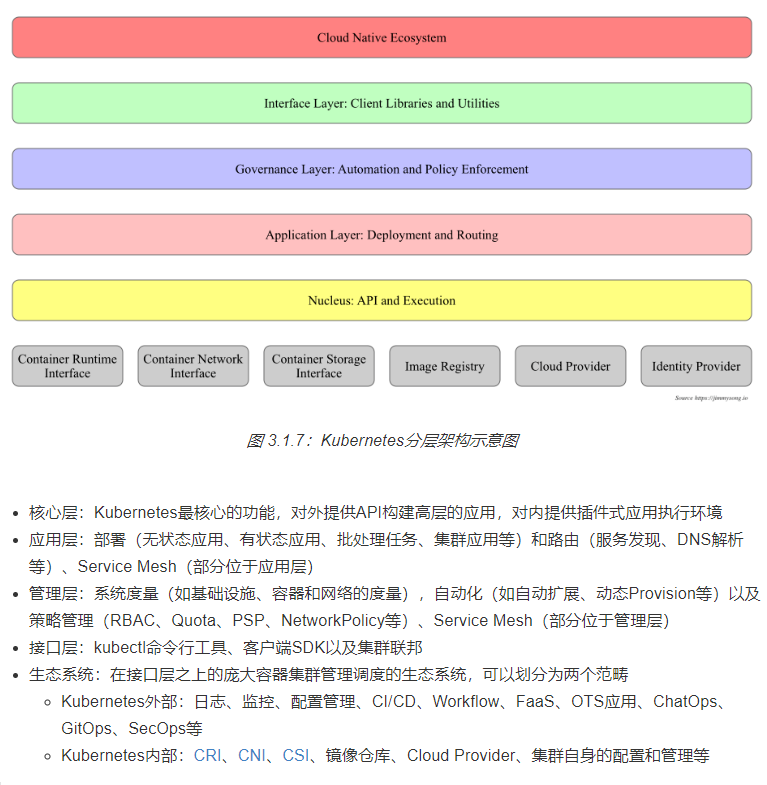 Cloud Native Ecosystem
Interface Layer: Client Libraries and Utilities
Governance Layer: Automation and Policy Enforcement
Application Layer: Deployment and Routing
Nucleus: API and Execution
Container Runtime
Interface
Container Network
Interface
Container Storage
Interface
Image Registry
Cloud Provider
Identity Provider
Source https://jimmysong.io
图 3.1.7：Kubernetes分层架构示意图
核心层：Kubernetes最核心的功能，对外提供API构建高层的应用，对内提供插件式应用执行环境
应用层：部署（无状态应用、有状态应用、批处理任务、集群应用等）和路由（服务发现、DNS解析
等）、Service Mesh（部分位于应用层）
管理层：系统度量（如基础设施、容器和网络的度量），自动化（如自动扩展、动态Provision等）以及
策略管理（RBAC、Quota、PSP、NetworkPolicy等）、Service Mesh（部分位于管理层）
接口层：kubectl命令行工具、客户端SDK以及集群联邦
生态系统：在接口层之上的庞大容器集群管理调度的生态系统，可以划分为两个范畴
Kubernetes外部：日志、监控、配置管理、CI/CD、Workflow、FaaS、OTS应用、ChatOps、
GitOps、SecOps等
Kubernetes内部：CRI、CNI、CSI、镜像仓库、Cloud Provider、集群自身的配置和管理等